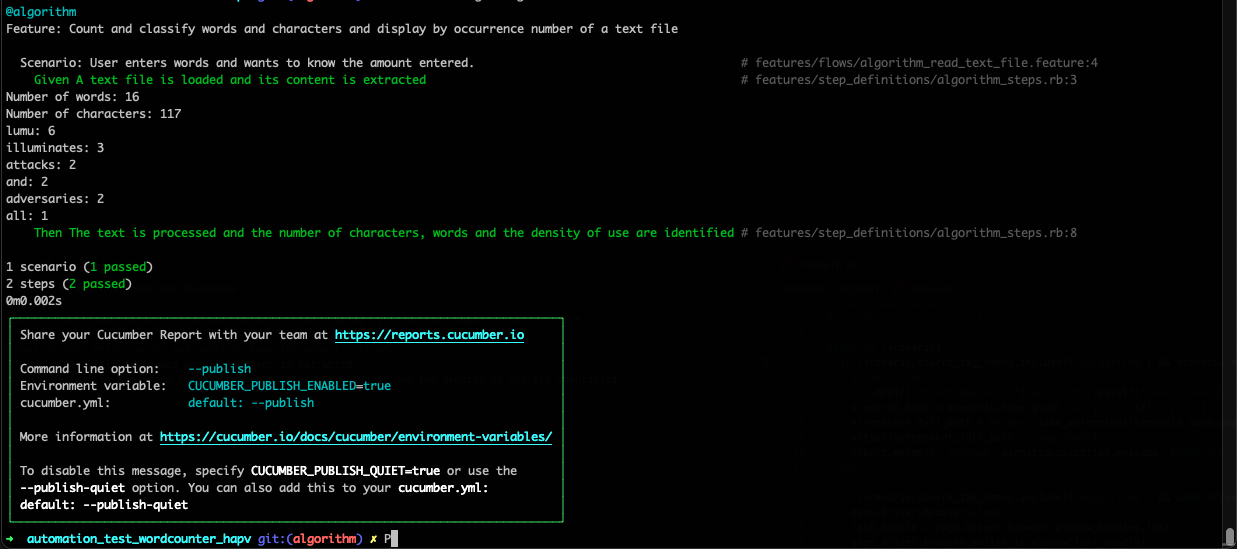 @algorithm
Feature: Count and classify words and characters and display by occurrence number of a text file
Scenario: User enters words and wants to know the amount entered. # features/flows/algorithm_read_text_file.feature:4
Given A text file is loaded and its content is extracted # features/step_definitions/algorithm_steps.rb:3
Number of words: 16
Number of characters: 117
lumu: 6
illuminates: 3
attacks: 2
and: 2
adversaries: 2
all: 1
Then The text is processed and the number of characters, words and the density of use are identified # features/step_definitions/algorithm_steps.rb:8
1 scenario (1 passed)
2 steps (2 passed)
0m0.002s
Share your Cucumber Report with your team at https://reports.cucumber.io
Command line option: --publish
Environment variable: CUCUMBER_PUBLISH_ENABLED=true
cucumber.yml: default: --publish
More information at https://cucumber.io/docs/cucumber/environment-variables/
To disable this message, specify CUCUMBER_PUBLISH_QUIET=true or use the
--publish-quiet option. You can also add this to your cucumber.yml:
default: --publish-quiet
➜ automation_test_wordcounter_hapv git:(algorithm) ✗ P